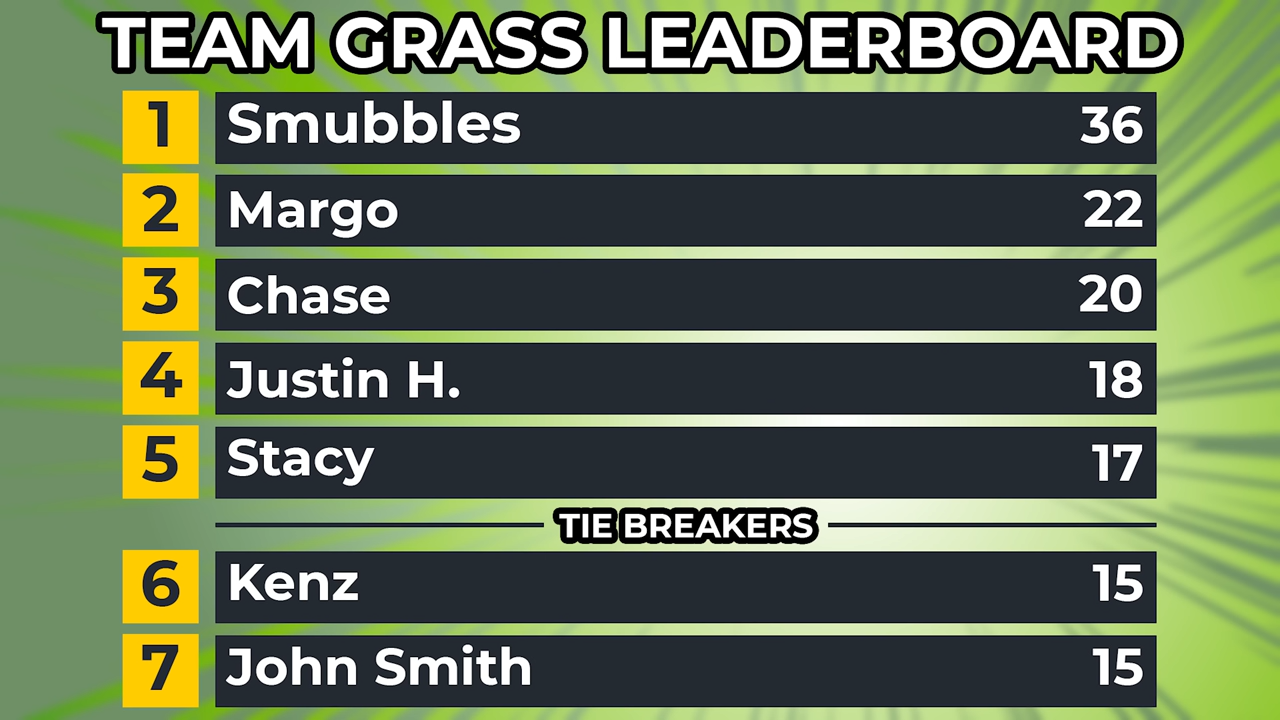 TEAM GRASS LEADERBOARD
1 Smubbles 36
2 Margo 22
3 Chase 20
4 Justin H. 18
5 Stacy 17
TIE BREAKERS
6 Kenz 15
7 John Smith 15